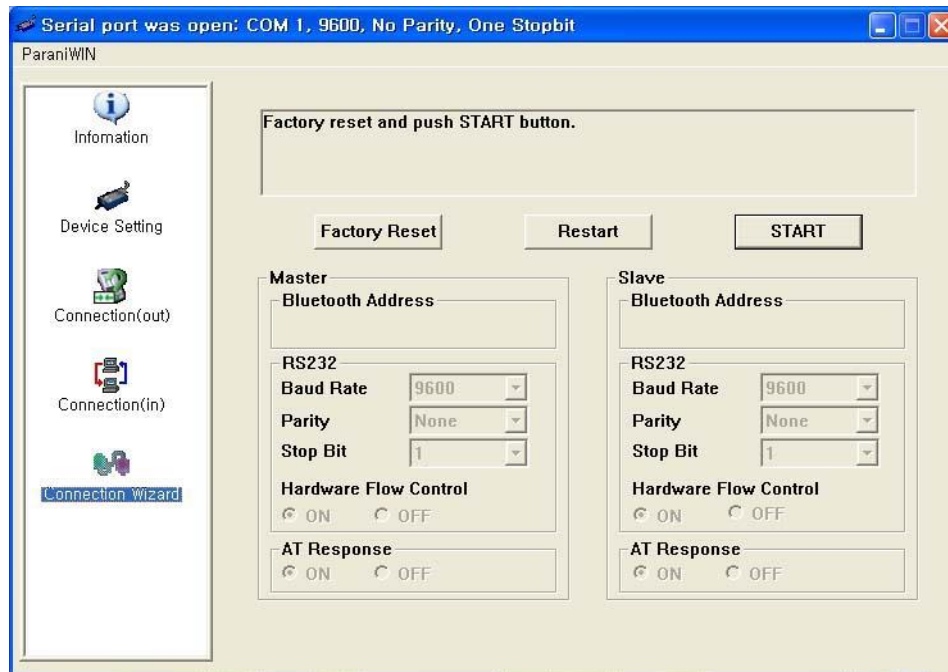 Serial port was open: COM 1, 9600, No Parity, One Stopbit
ParaniWIN
Infomation
Device Setting
Connection(out)
Connection(in)
Connection Wizard
Factory reset and push START button.
Factory Reset
Restart
START
Master
Bluetooth Address
RS232
Baud Rate 9600
Parity None
Stop Bit 1
Hardware Flow Control
ON OFF
AT Response
ON OFF
Slave
Bluetooth Address
RS232
Baud Rate 9600
Parity None
Stop Bit 1
Hardware Flow Control
ON OFF
AT Response
ON OFF